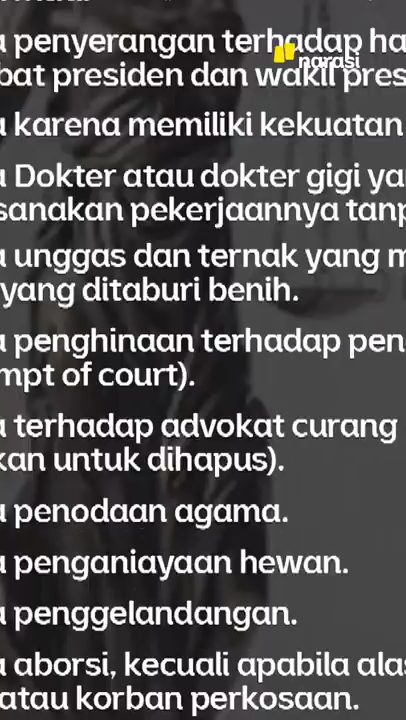 a penyerangan terhadap ha
narasi
bat presiden dan wakil pres
a karena memiliki kekuatan
a Dokter atau dokter gigi ya
sanakan pekerjaannya tanp
a unggas dan ternak yang m
yang ditaburi benih.
a penghinaan terhadap pen
mpt of court).
a terhadap advokat curang
kan untuk dihapus).
a penodaan agama.
a penganiayaan hewan.
a penggelandangan.
a aborsi, kecuali apabila ala
atau korban perkosaan.